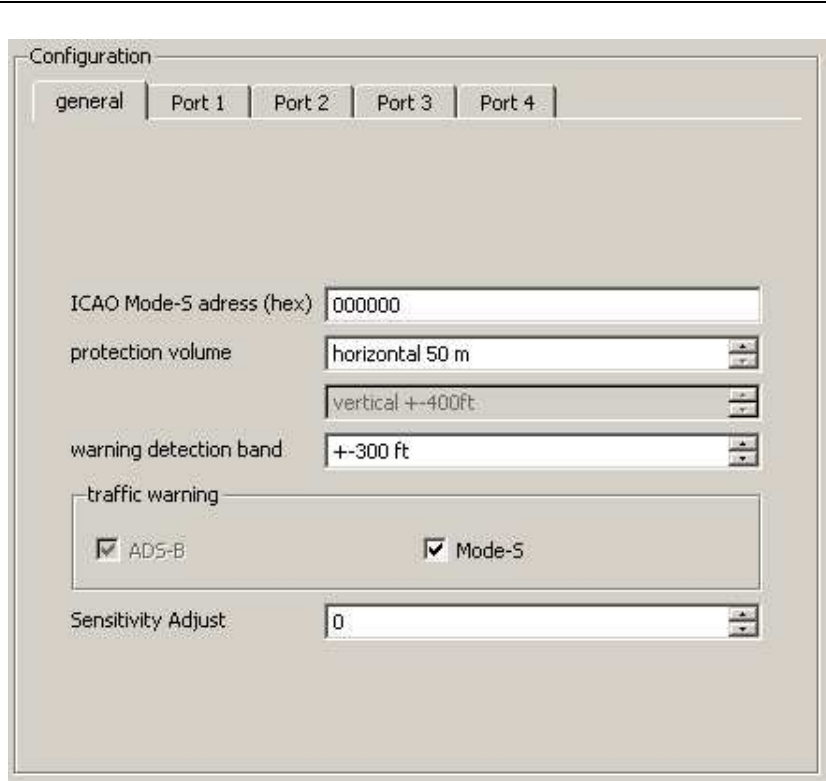 Configuration
general Port 1 Port 2 Port 3 Port 4
ICAO Mode-S adress (hex) 000000
protection volume horizontal 50 m
vertical +-400ft
warning detection band +-300 ft
traffic warning
ADS-B Mode-S
Sensitivity Adjust 0